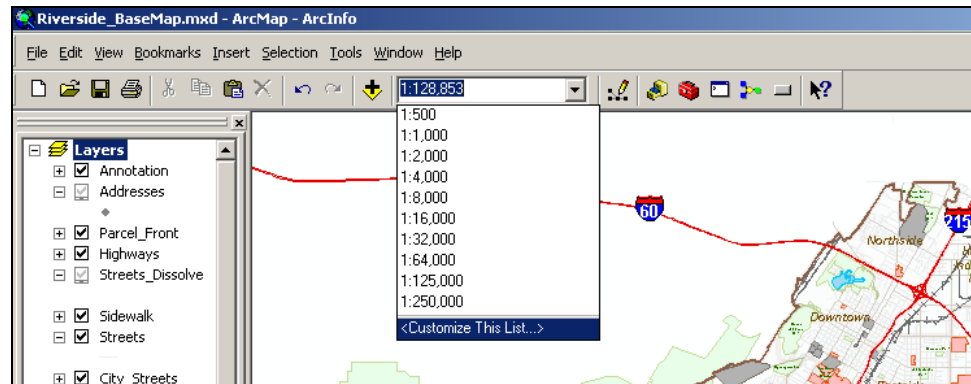 Riverside_BaseMap.mxd - ArcMap - ArcInfo
File Edit View Bookmarks Insert Selection Tools Window Help
1:128,853
1:500
1:1,000
1:2,000
1:4,000
1:8,000
1:16,000
1:32,000
1:64,000
1:125,000
1:250,000
<Customize This List...>
Layers
Annotation
Addresses
Parcel_Front
Highways
Streets_Dissolve
Sidewalk
Streets
City_Streets
60
215
Northside
Downtown